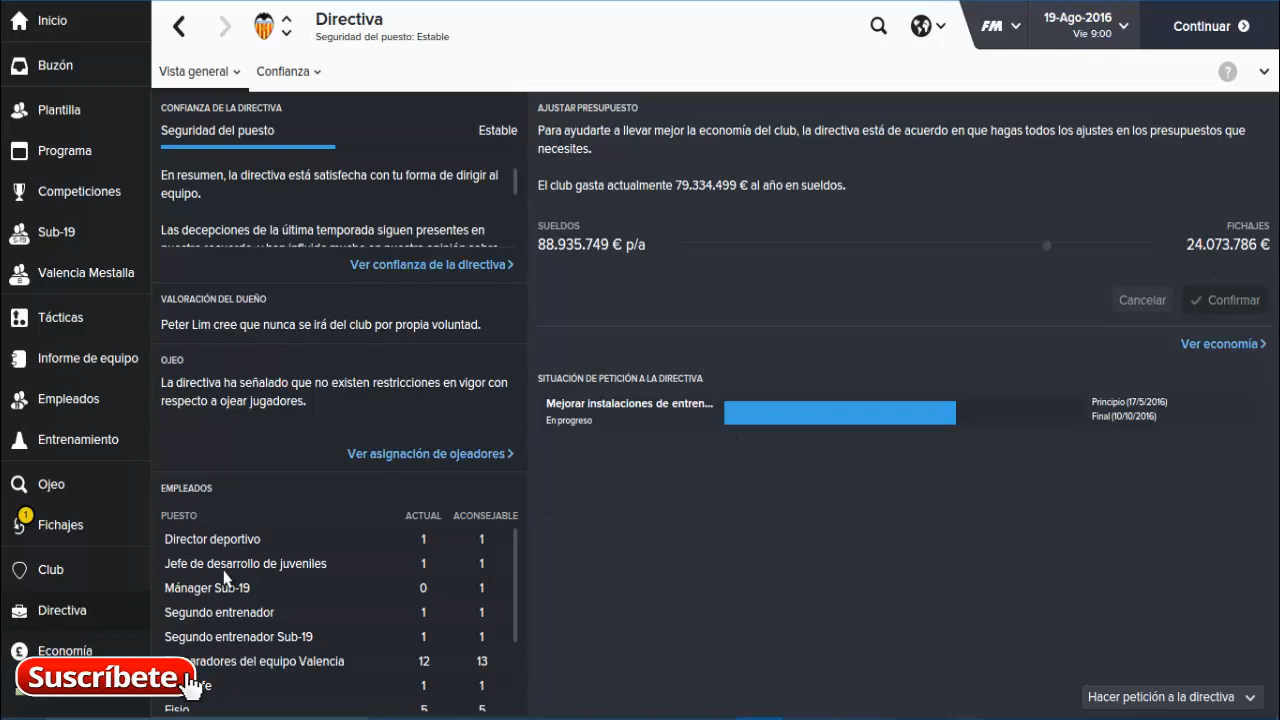 Inicio
Buzón
Plantilla
Programa
Competiciones
Sub-19
Valencia Mestalla
Tácticas
Informe de equipo
Empleados
Entrenamiento
Ojeo
1
Fichajes
Club
Directiva
Economía
Suscríbete
Directiva
Seguridad del puesto: Estable
FM
19-Ago-2016
Vie 9:00
Continuar
Vista general
Confianza
?
CONFIANZA DE LA DIRECTIVA
Seguridad del puesto Estable
En resumen, la directiva está satisfecha con tu forma de dirigir al
equipo.
Las decepciones de la última temporada siguen presentes en
Ver confianza de la directiva
VALORACIÓN DEL DUEÑO
Peter Lim cree que nunca se irá del club por propia voluntad.
OJEO
La directiva ha señalado que no existen restricciones en vigor con
respecto a ojear jugadores.
Ver asignación de ojeadores
EMPLEADOS
PUESTO ACTUAL ACONSEJABLE
Director deportivo 1 1
Jefe de desarrollo de juveniles 1 1
Mánager Sub-19 0 1
Segundo entrenador 1 1
Segundo entrenador Sub-19 1 1
aradores del equipo Valencia 12 13
fe 1 1
Fisio 5 5
AJUSTAR PRESUPUESTO
Para ayudarte a llevar mejor la economía del club, la directiva está de acuerdo en que hagas todos los ajustes en los presupuestos que
necesites.
El club gasta actualmente 79.334.499 € al año en sueldos.
SUELDOS FICHAJES
88.935.749 € p/a 24.073.786 €
Cancelar Confirmar
Ver economía
SITUACIÓN DE PETICIÓN A LA DIRECTIVA
Mejorar instalaciones de entren...
En progreso
Principio (17/5/2016)
Final (10/10/2016)
Hacer petición a la directiva